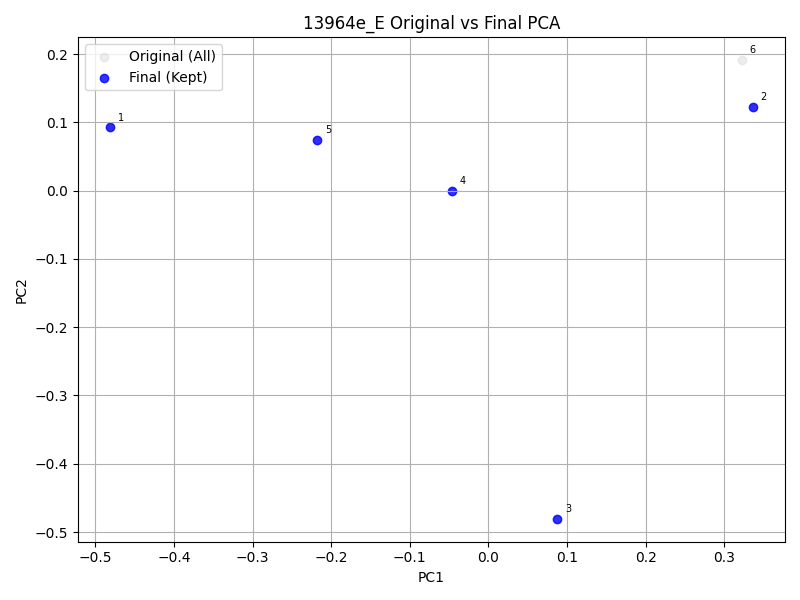 13964e_E Original vs Final PCA
Original (All)
Final (Kept)
6
2
1
5
4
3
0.2
0.1
0.0
−0.1
−0.2
−0.3
−0.4
−0.5
PC2
−0.5 −0.4 −0.3 −0.2 −0.1 0.0 0.1 0.2 0.3
PC1